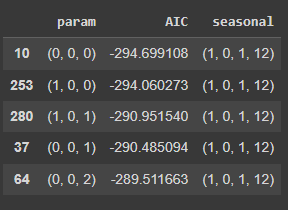 param AIC seasonal
10 (0, 0, 0) -294.699108 (1, 0, 1, 12)
253 (1, 0, 0) -294.060273 (1, 0, 1, 12)
280 (1, 0, 1) -290.951540 (1, 0, 1, 12)
37 (0, 0, 1) -290.485094 (1, 0, 1, 12)
64 (0, 0, 2) -289.511663 (1, 0, 1, 12)